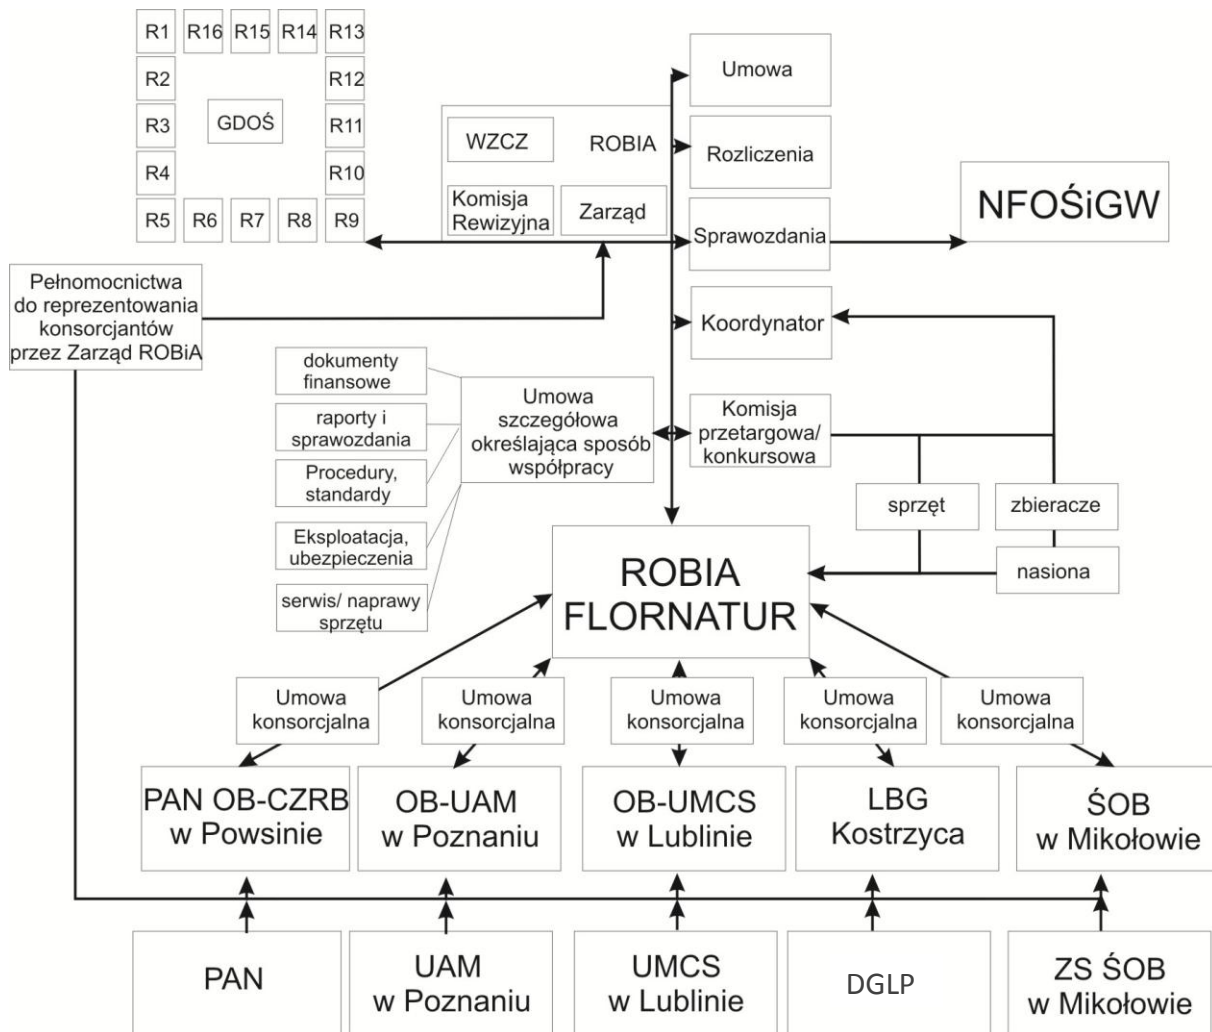 R1 R16 R15 R14 R13
R2 R12
R3 GDOŚ R11
R4 R10
R5 R6 R7 R8 R9
Umowa
WZCZ ROBIA
Rozliczenia
Komisja
Rewizyjna
Zarząd
Sprawozdania
NFOŚiGW
Pełnomocnictwa
do reprezentowania
konsorcjantów
przez Zarząd ROBiA
Koordynator
dokumenty
finansowe
raporty i
sprawozdania
Procedury,
standardy
Eksploatacja,
ubezpieczenia
serwis/ naprawy
sprzętu
Umowa
szczegółowa
określająca sposób
współpracy
Komisja
przetargowa/
konkursowa
sprzęt
zbieracze
nasiona
ROBIA
FLORNATUR
Umowa
konsorcjalna
Umowa
konsorcjalna
Umowa
konsorcjalna
Umowa
konsorcjalna
Umowa
konsorcjalna
PAN OB-CZRB
w Powsinie
OB-UAM
w Poznaniu
OB-UMCS
w Lublinie
LBG
Kostrzyca
ŚOB
w Mikołowie
PAN
UAM
w Poznaniu
UMCS
w Lublinie
DGLP
ZS ŚOB
w Mikołowie